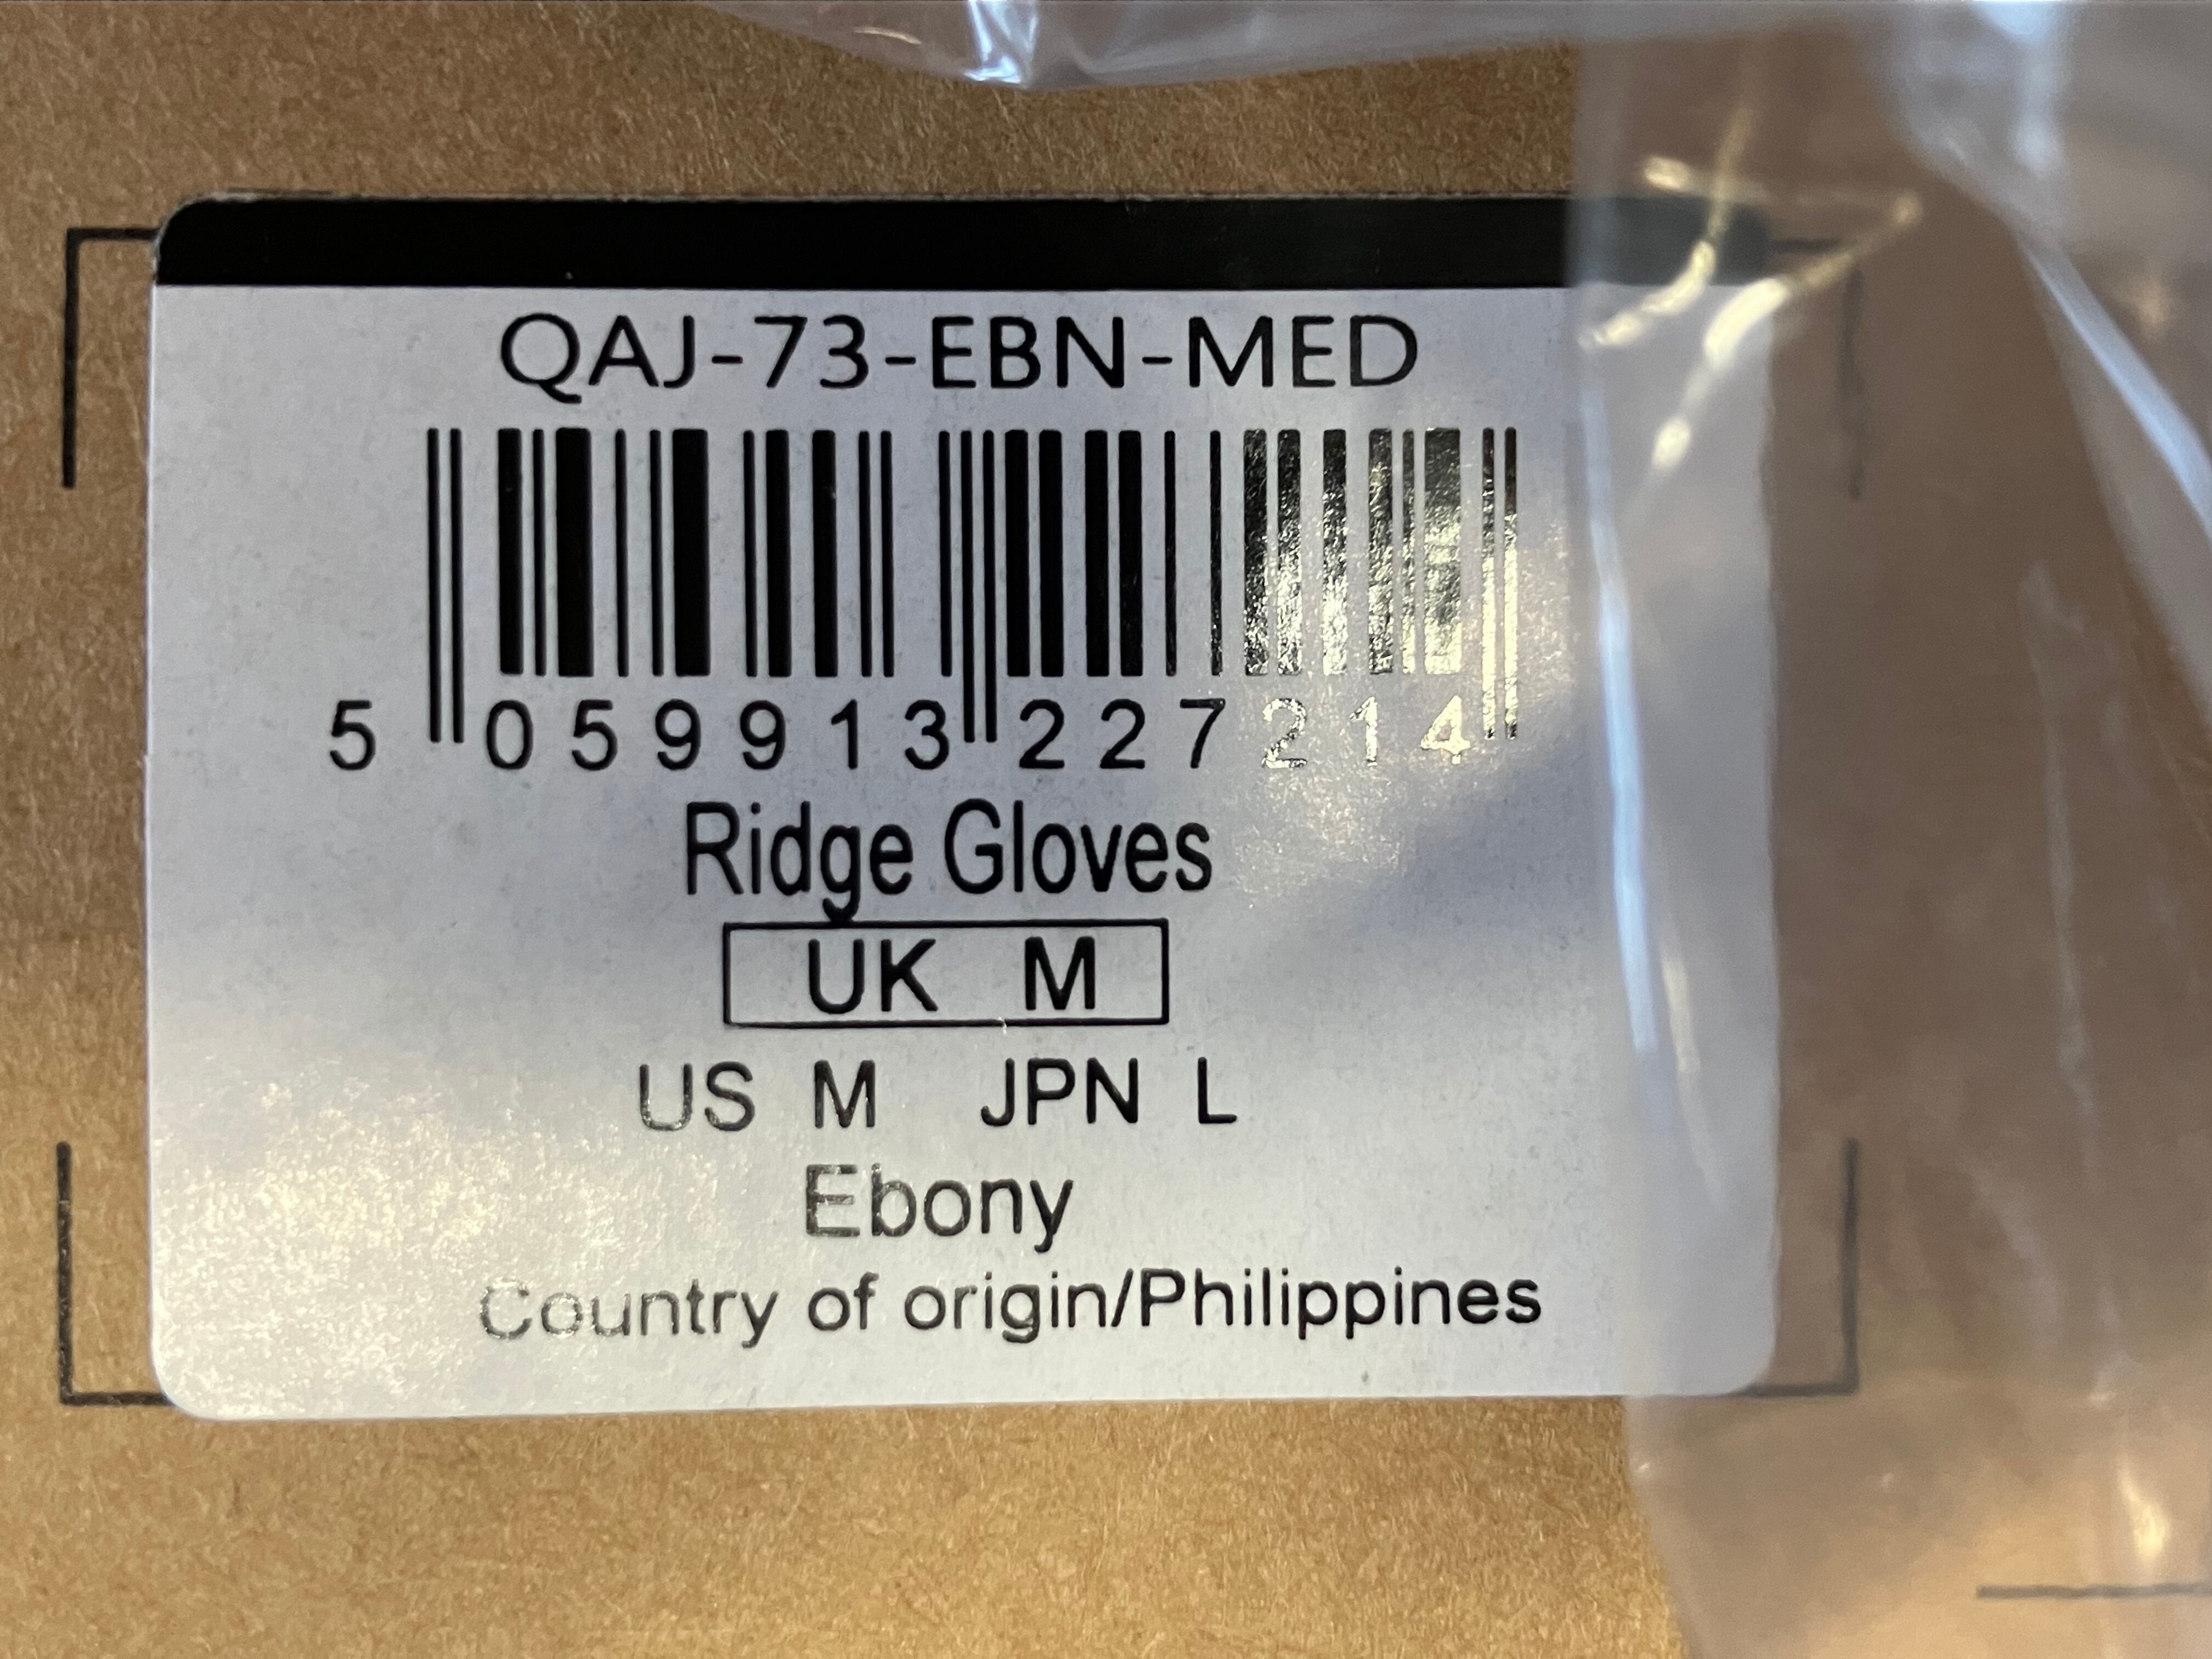 QAJ-73-EBN-MED
5 059913 227214
Ridge Gloves
UK M
US M JPN L
Ebony
Country of origin/Philippines